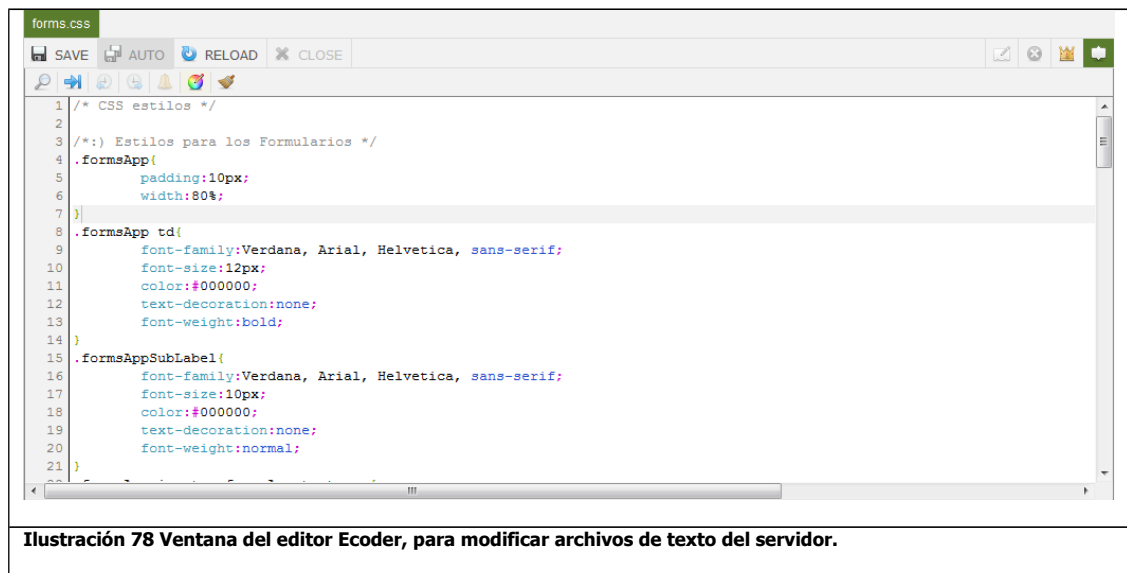 forms.css
SAVE AUTO RELOAD CLOSE
1 /* CSS estilos */
2
3 /*:) Estilos para los Formularios */
4 .formsApp{
5 padding:10px;
6 width:80%;
7 }
8 .formsApp td{
9 font-family:Verdana, Arial, Helvetica, sans-serif;
10 font-size:12px;
11 color:#000000;
12 text-decoration:none;
13 font-weight:bold;
14 }
15 .formsAppSubLabel{
16 font-family:Verdana, Arial, Helvetica, sans-serif;
17 font-size:10px;
18 color:#000000;
19 text-decoration:none;
20 font-weight:normal;
21 }
Ilustración 78 Ventana del editor Ecoder, para modificar archivos de texto del servidor.